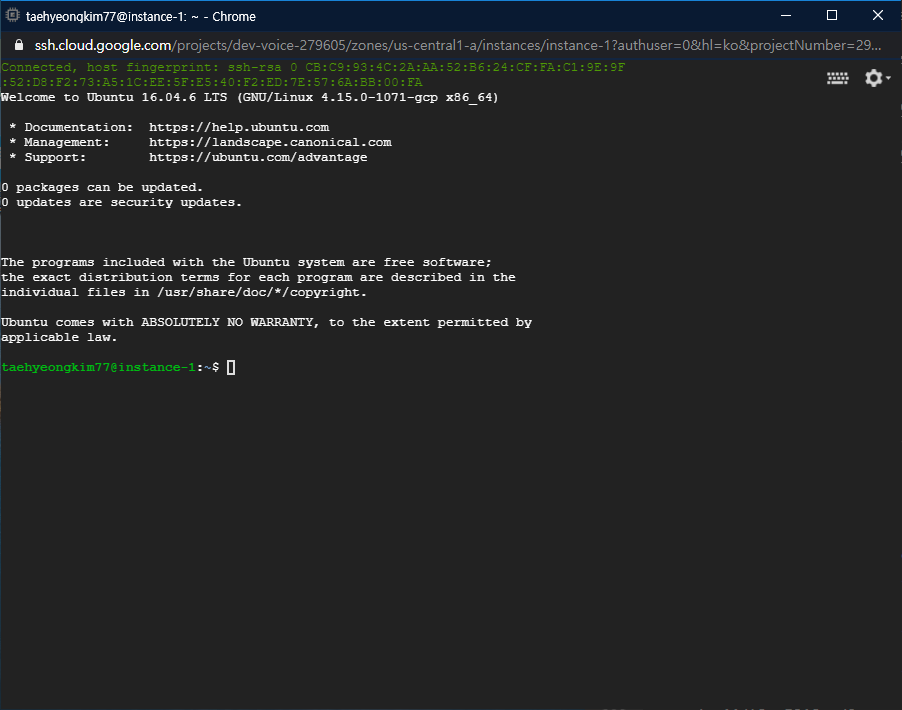 taehyeongkim77@instance-1: ~ - Chrome
ssh.cloud.google.com/projects/dev-voice-279605/zones/us-central1-a/instances/instance-1?authuser=0&hl=ko&projectNumber=29...
Connected, host fingerprint: ssh-rsa 0 CB:C9:93:4C:2A:AA:52:B6:24:CF:FA:C1:9E:9F
:52:D8:F2:73:A5:1C:EE:5F:E5:40:F2:ED:7E:57:6A:BB:00:FA
Welcome to Ubuntu 16.04.6 LTS (GNU/Linux 4.15.0-1071-gcp x86_64)
* Documentation:  https://help.ubuntu.com
* Management:     https://landscape.canonical.com
* Support:        https://ubuntu.com/advantage
0 packages can be updated.
0 updates are security updates.
The programs included with the Ubuntu system are free software;
the exact distribution terms for each program are described in the
individual files in /usr/share/doc/*/copyright.
Ubuntu comes with ABSOLUTELY NO WARRANTY, to the extent permitted by
applicable law.
taehyeongkim77@instance-1:~$